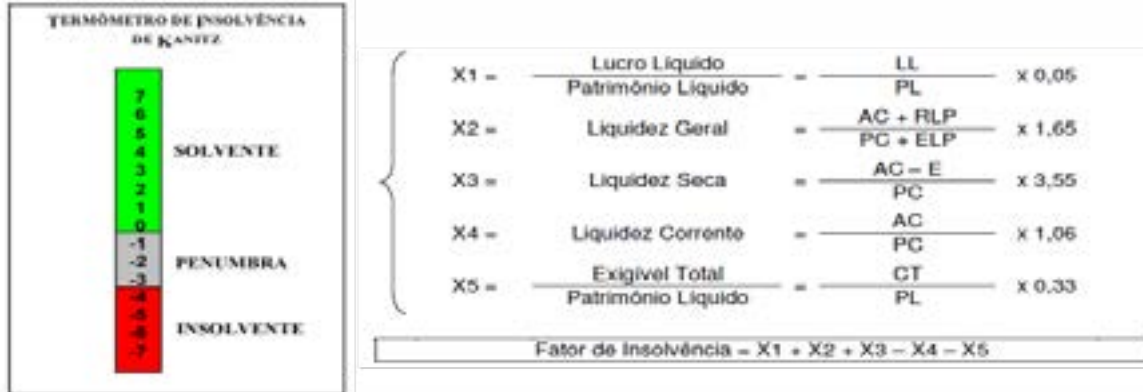 TERMÔMETRO DE INSOLVÊNCIA
DE KANITZ
7
6
5
4
3
2
1
0
-1
-2
-3
-4
-5
-6
-7
SOLVENTE
PENUMBRA
INSOLVENTE
X1 = Lucro Líquido / Patrimônio Líquido = LL / PL x 0,05
X2 = Liquidez Geral = AC + RLP / PC + ELP x 1,65
X3 = Liquidez Seca = AC – E / PC x 3,55
X4 = Liquidez Corrente = AC / PC x 1,06
X5 = Exigível Total / Patrimônio Líquido = CT / PL x 0,33
Fator de Insolvência = X1 + X2 + X3 – X4 – X5